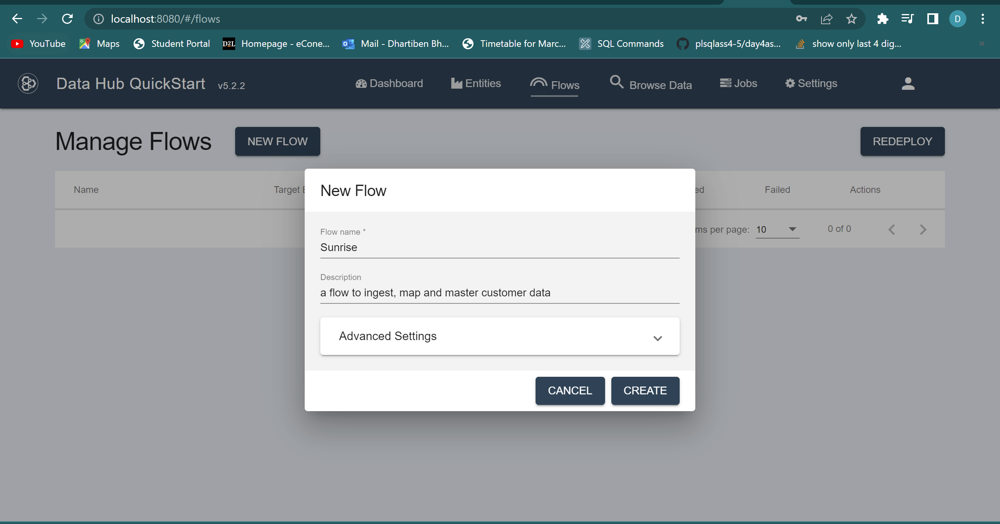 localhost:8080/#/flows
D
YouTube
Maps
Student Portal
D2L
Homepage - eCone...
Mail - Dhartiben Bh...
Timetable for Marc...
SQL Commands
plsqlass4-5/day4as...
show only last 4 dig...
»
Data Hub QuickStart v5.2.2
Dashboard
Entities
Flows
Browse Data
Jobs
Settings
Manage Flows
NEW FLOW
REDEPLOY
Name
Target
Failed
Actions
per page:
10
0 of 0
New Flow
Flow name *
Sunrise
Description
a flow to ingest, map and master customer data
Advanced Settings
CANCEL
CREATE